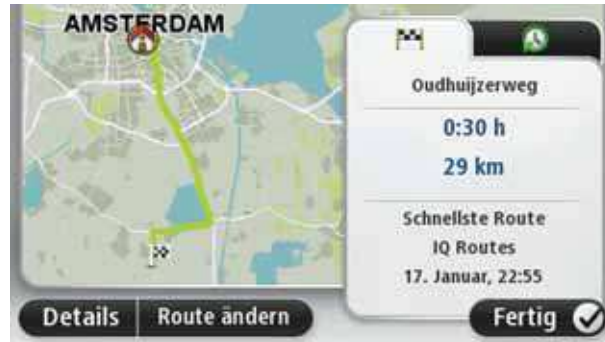 AMSTERDAM
Oudhuijzerweg
0:30 h
29 km
Schnellste Route
IQ Routes
17. Januar, 22:55
Details
Route ändern
Fertig